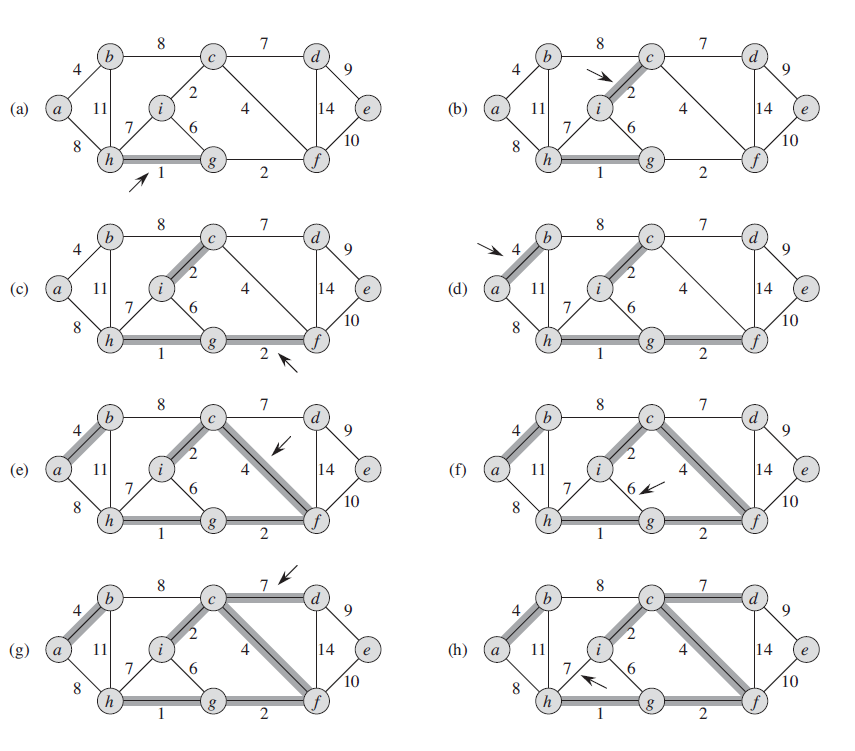 8 7 8 7
b c d b c d
4 9 4 9
2 2
(a) a 11 i 4 14 e (b) a 11 i 4 14 e
7 6 7 6
8 10 8 10
h g f h g f
1 2 1 2
8 7 8 7
b c d b c d
4 9 4 9
2 2
(c) a 11 i 4 14 e (d) a 11 i 4 14 e
7 6 7 6
8 10 8 10
h g f h g f
1 2 1 2
8 7 8 7
b c d b c d
4 9 4 9
2 2
(e) a 11 i 4 14 e (f) a 11 i 4 14 e
7 6 7 6
8 10 8 10
h g f h g f
1 2 1 2
8 7 8 7
b c d b c d
4 9 4 9
2 2
(g) a 11 i 4 14 e (h) a 11 i 4 14 e
7 6 7 6
8 10 8 10
h g f h g f
1 2 1 2